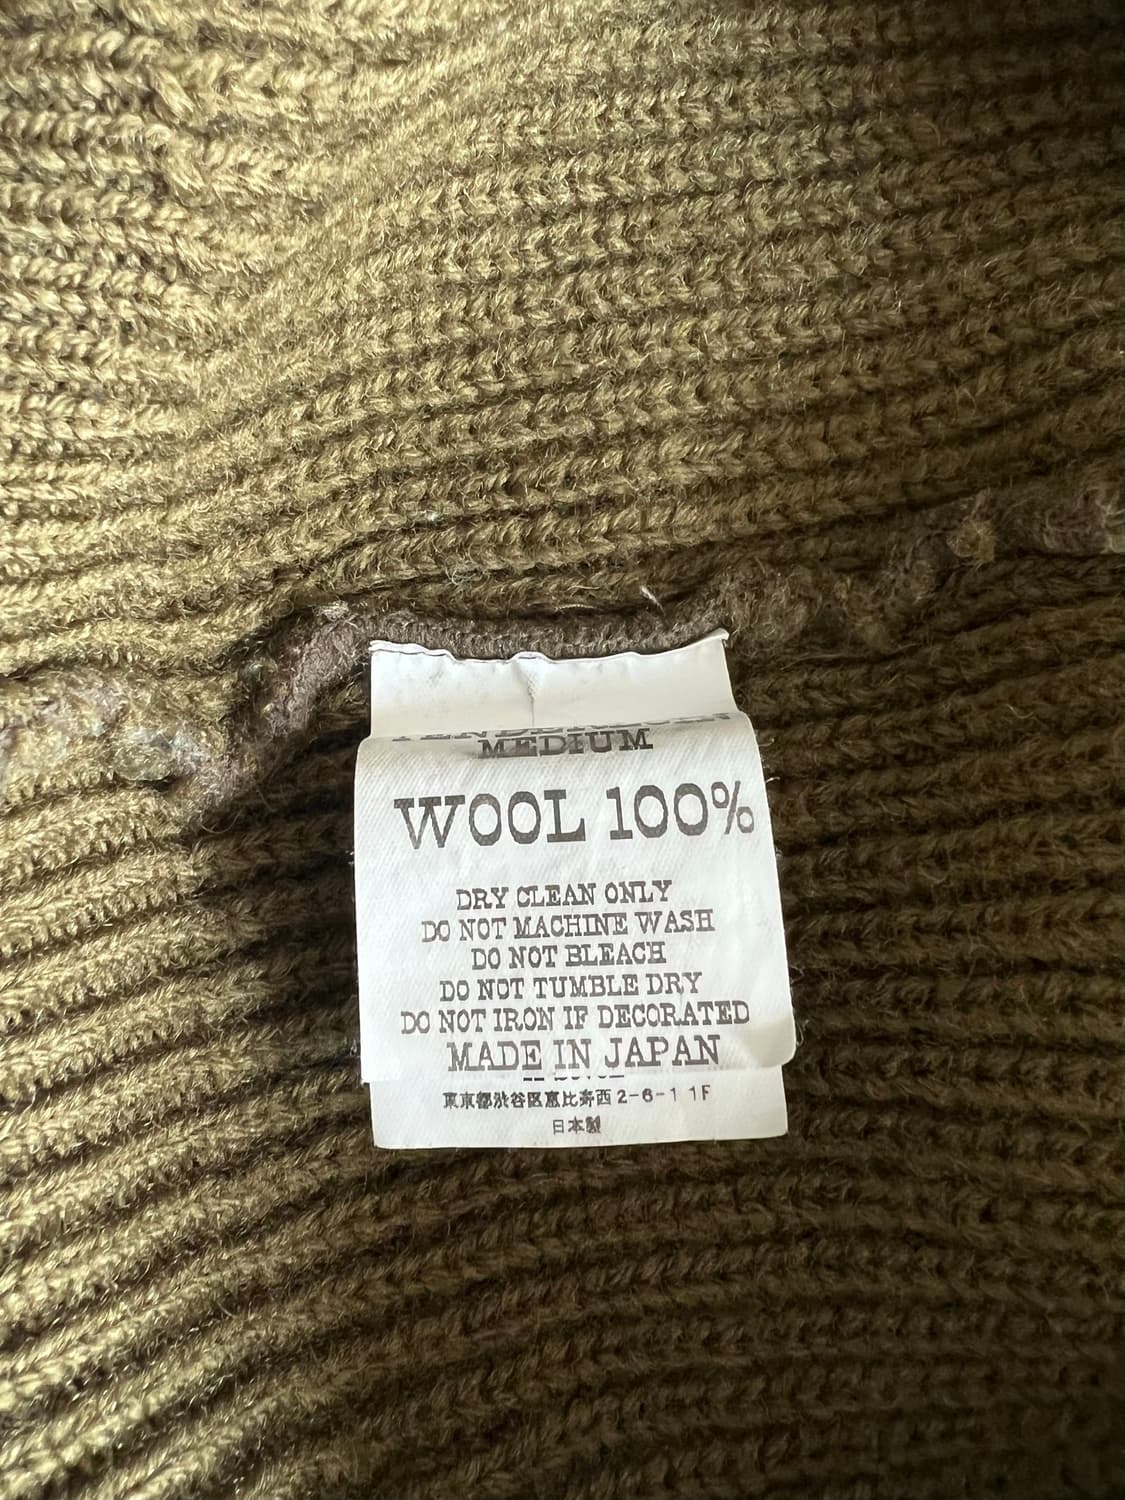 MEDIUM
WOOL 100%
DRY CLEAN ONLY
DO NOT MACHINE WASH
DO NOT BLEACH
DO NOT TUMBLE DRY
DO NOT IRON IF DECORATED
MADE IN JAPAN
東京都渋谷区恵比寿西2-6-1 1F
日本製